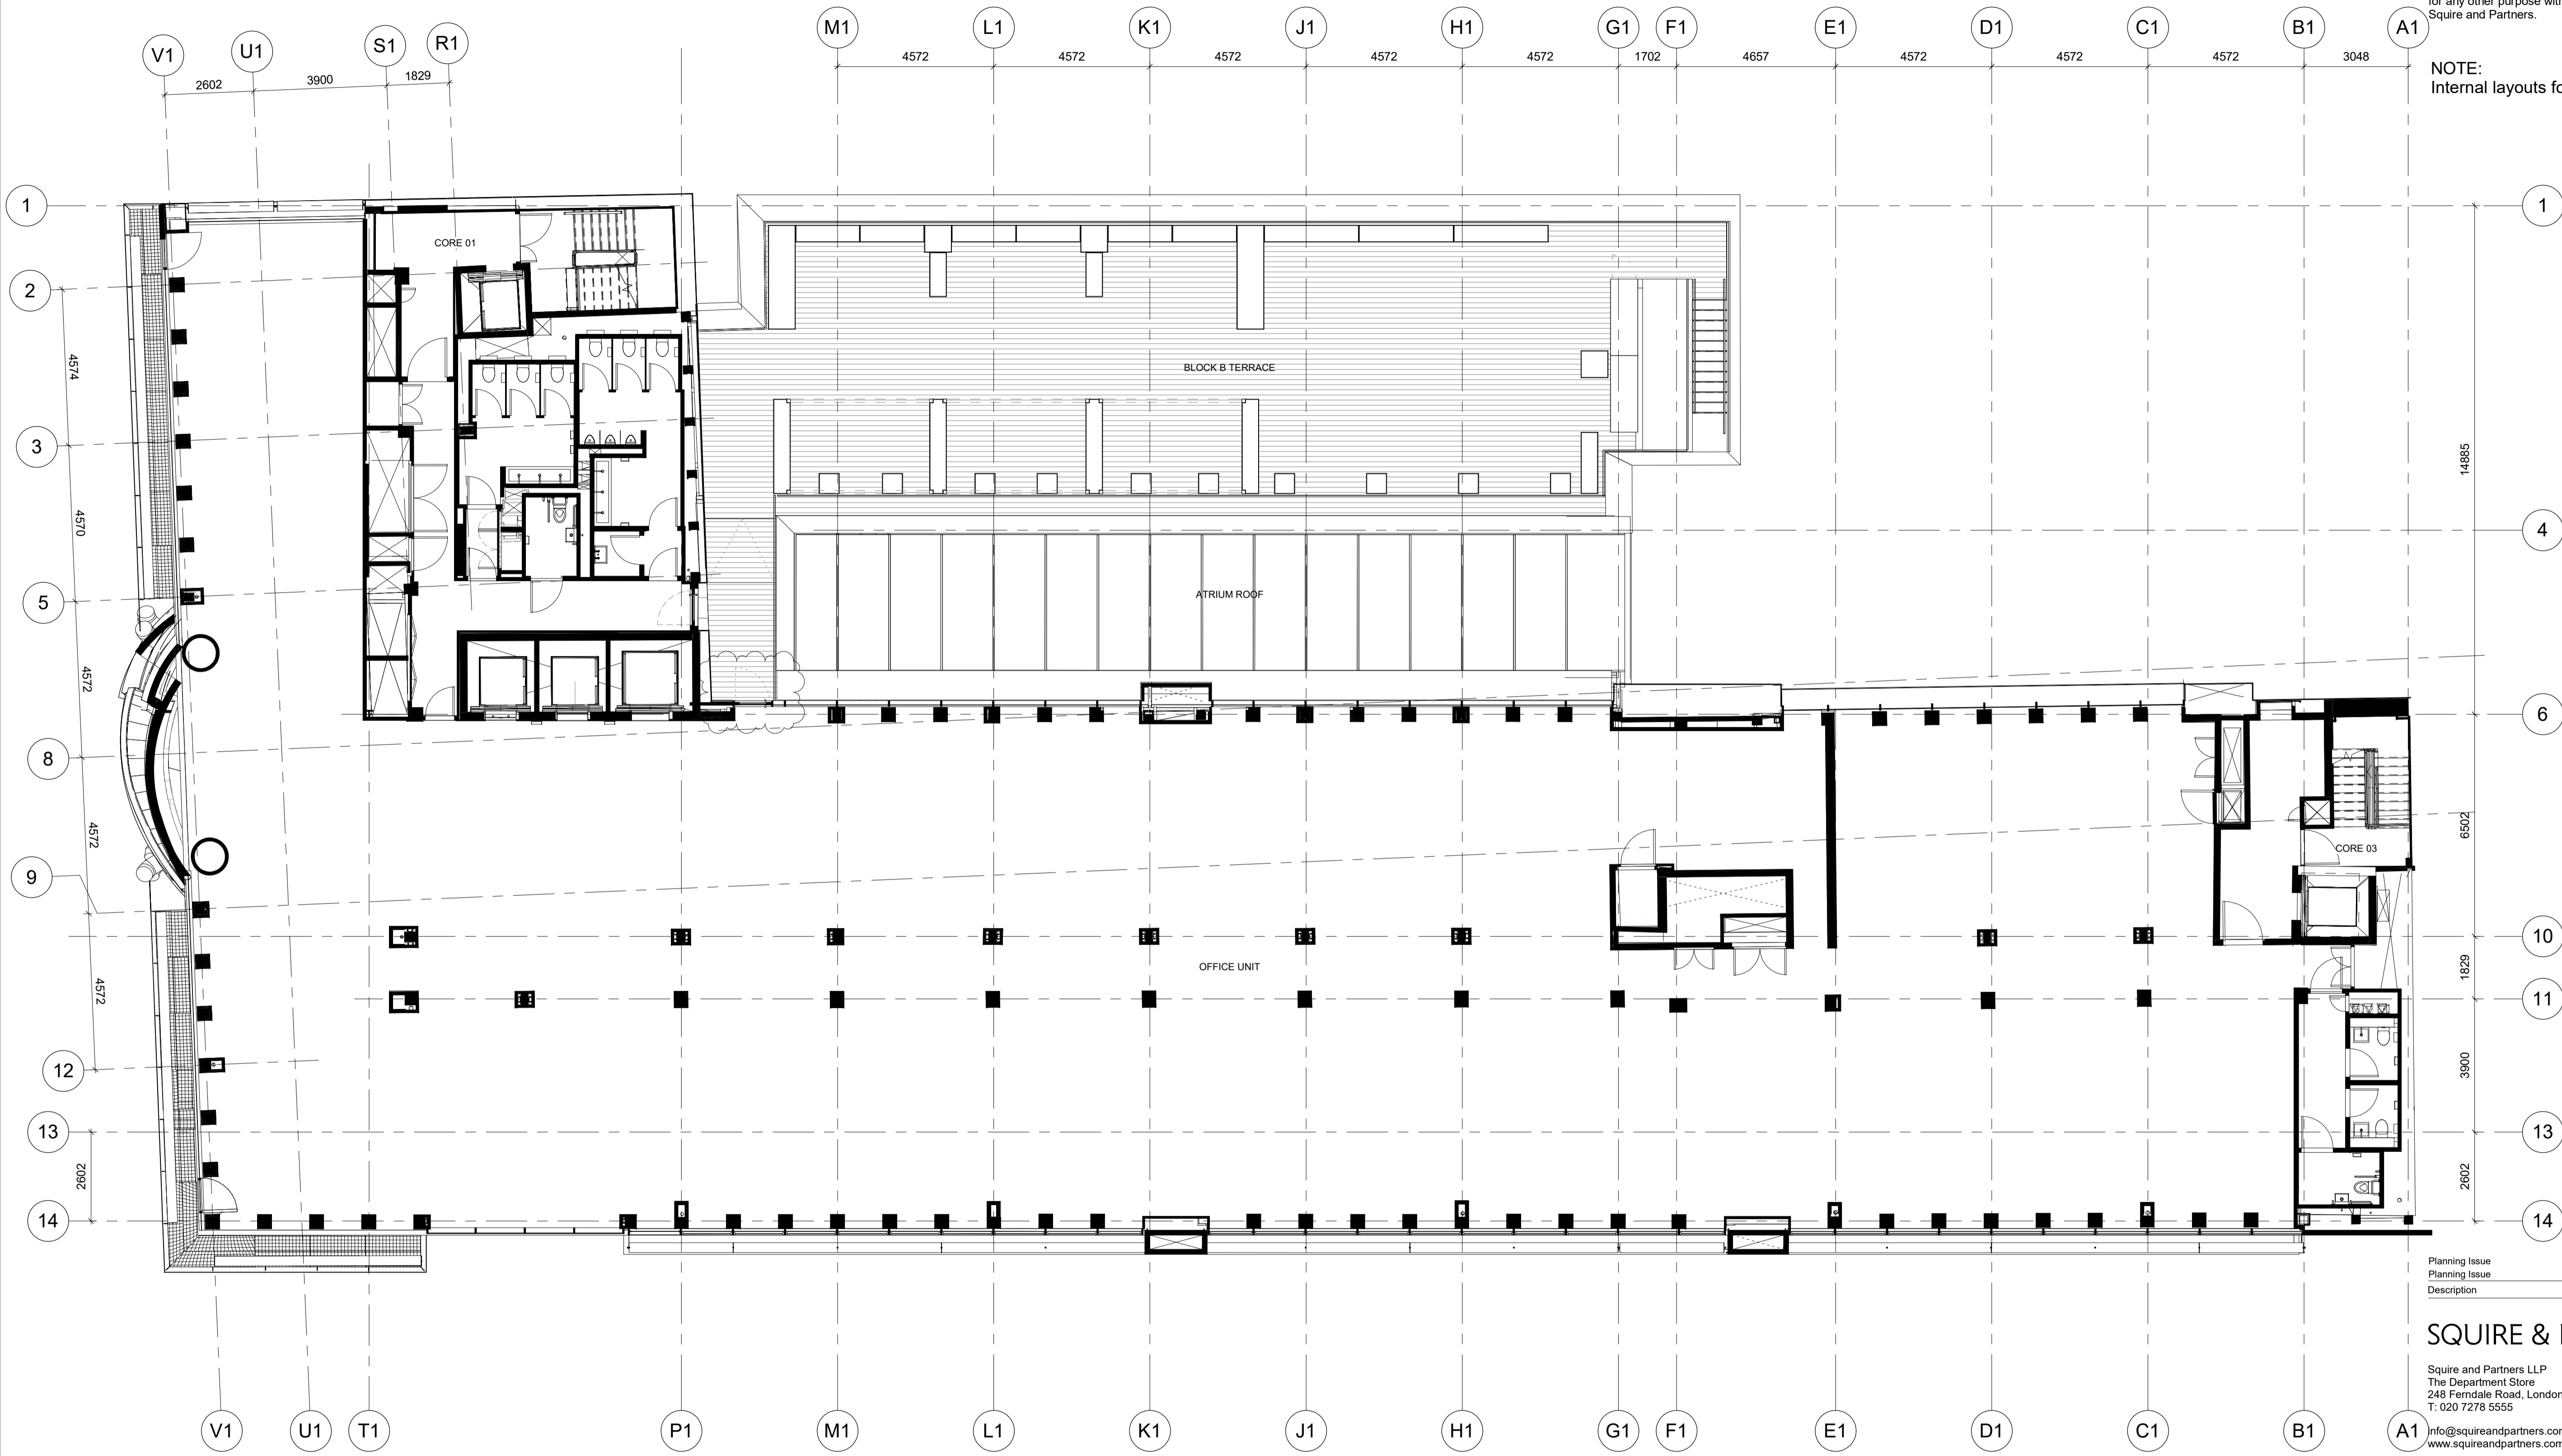 for any other purpose with
Squire and Partners.
NOTE:
Internal layouts fo
V1 U1 S1 R1 M1 L1 K1 J1 H1 G1 F1 E1 D1 C1 B1 A1
2602 3900 1829 4572 4572 4572 4572 4572 1702 4657 4572 4572 4572 3048
1 1
CORE 01
2
4574
BLOCK B TERRACE
3
14885
4570
4
ATRIUM ROOF
5
4572
6
8
4572
6502
CORE 03
9
10
OFFICE UNIT
1829
4572
11
12
3900
13 13
2602 2602
14 14
Planning Issue
Planning Issue
Description
SQUIRE &
Squire and Partners LLP
The Department Store
248 Ferndale Road, London
T: 020 7278 5555
info@squireandpartners.com
www.squireandpartners.com
V1 U1 T1 P1 M1 L1 K1 J1 H1 G1 F1 E1 D1 C1 B1 A1